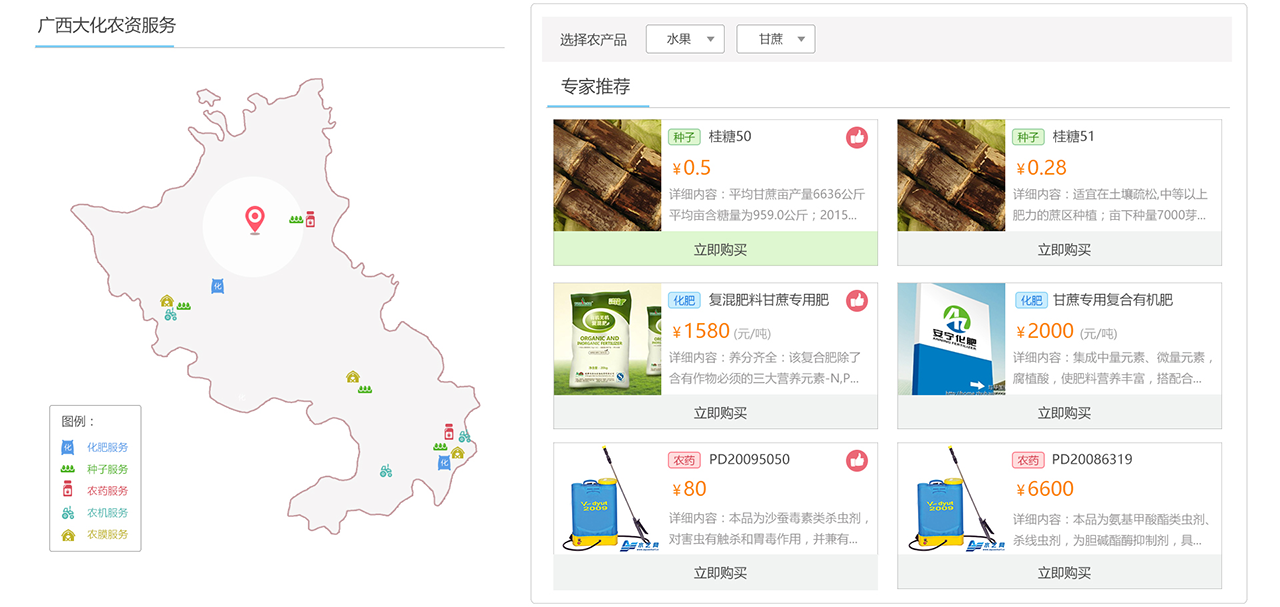 广西大化农资服务
化
化
图例：
化 化肥服务
种子服务
农药服务
农机服务
农膜服务
选择农产品 水果 甘蔗
专家推荐
种子 桂糖50
¥0.5
详细内容：平均甘蔗亩产量6636公斤
平均亩含糖量为959.0公斤；2015...
立即购买
种子 桂糖51
¥0.28
详细内容：适宜在土壤疏松,中等以上
肥力的蔗区种植；亩下种量7000芽...
立即购买
ORGANIC AND
INORGANIC FERTILIZER
化肥 复混肥料甘蔗专用肥
¥1580 (元/吨)
详细内容：养分齐全：该复合肥除了
含有作物必须的三大营养元素-N,P...
立即购买
安宁化肥
化肥 甘蔗专用复合有机肥
¥2000 (元/吨)
详细内容：集成中量元素、微量元素，
腐植酸，使肥料营养丰富，搭配合...
立即购买
2009
农药 PD20095050
¥80
详细内容：本品为沙蚕毒素类杀虫剂，
对害虫有触杀和胃毒作用，并兼有...
立即购买
2009
农药 PD20086319
¥6600
详细内容：本品为氨基甲酸酯类虫剂、
杀线虫剂，为胆碱酯酶抑制剂，具...
立即购买